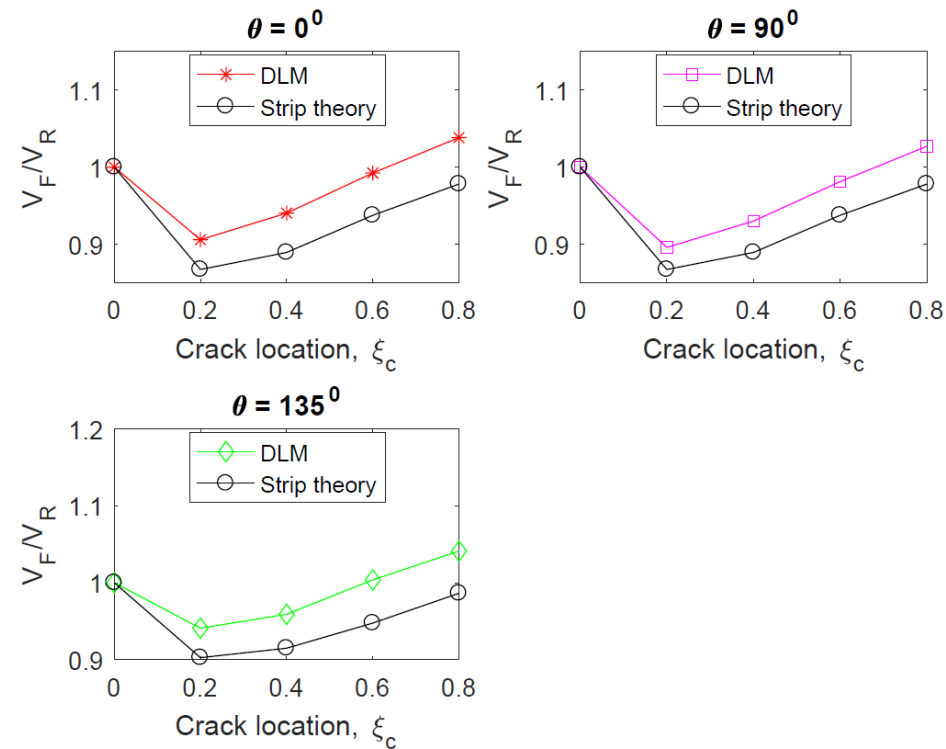 θ = 0⁰
V_F/V_R
1.1
1
0.9
DLM
Strip theory
0 0.2 0.4 0.6 0.8
Crack location, ξ_c
θ = 90⁰
V_F/V_R
1.1
1
0.9
DLM
Strip theory
0 0.2 0.4 0.6 0.8
Crack location, ξ_c
θ = 135⁰
V_F/V_R
1.2
1.1
1
0.9
DLM
Strip theory
0 0.2 0.4 0.6 0.8
Crack location, ξ_c